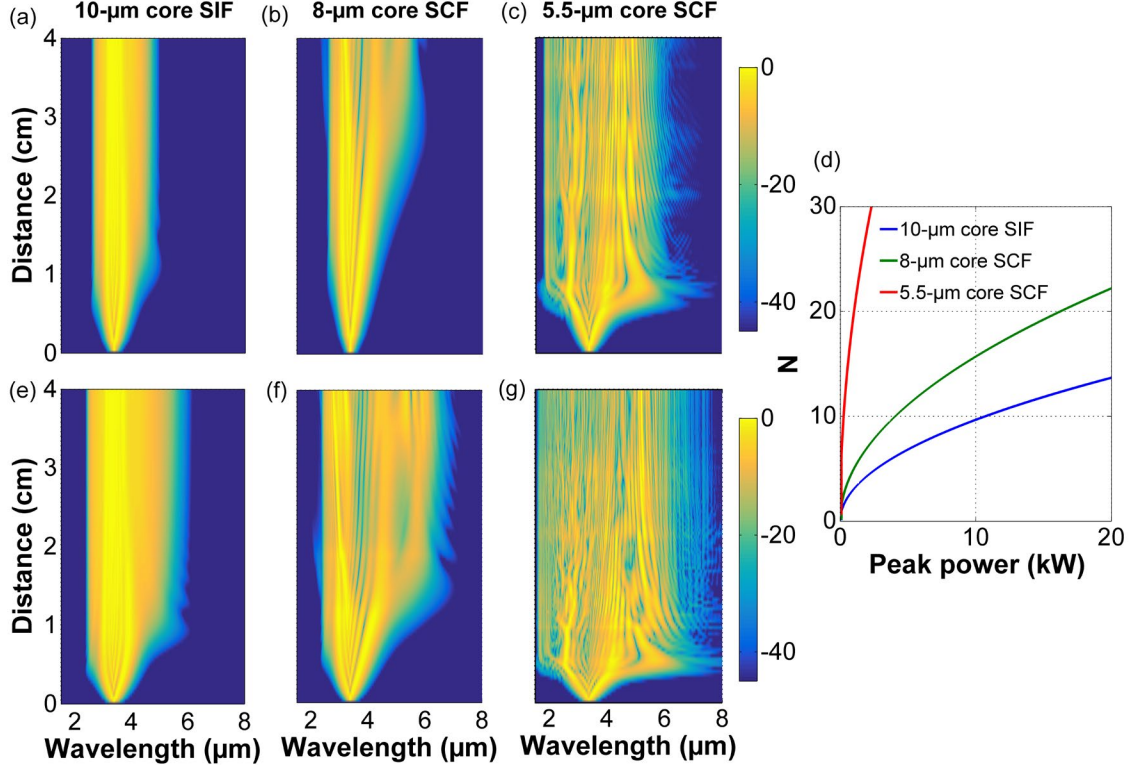 (a) 10-µm core SIF
(b) 8-µm core SCF
(c) 5.5-µm core SCF
Distance (cm)
4
3
2
1
0
0
-20
-40
(d)
N
30
20
10
0
10-µm core SIF
8-µm core SCF
5.5-µm core SCF
0 10 20
Peak power (kW)
(e)
(f)
(g)
Distance (cm)
4
3
2
1
0
0
-20
-40
2 4 6 8
2 4 6 8
2 4 6 8
Wavelength (µm)
Wavelength (µm)
Wavelength (µm)